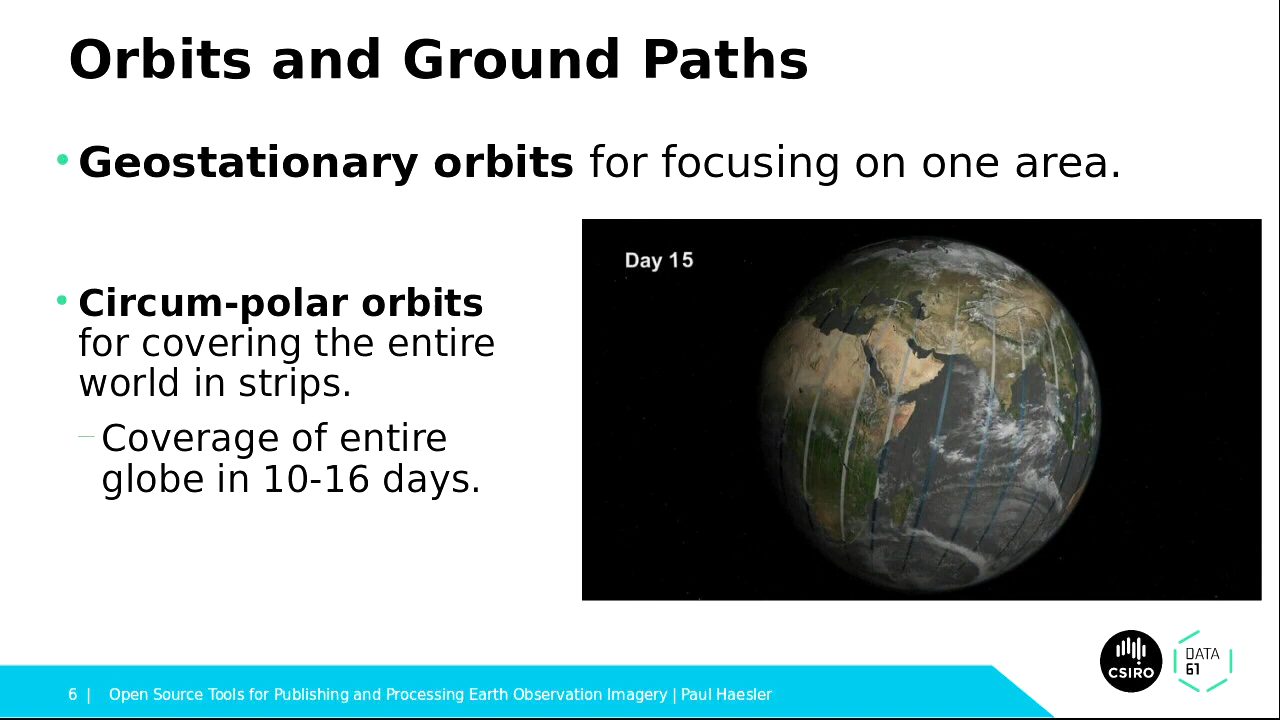 Orbits and Ground Paths
• Geostationary orbits for focusing on one area.
Day 15
• Circum-polar orbits
for covering the entire
world in strips.
– Coverage of entire
globe in 10-16 days.
CSIRO
DATA
61
6 | Open Source Tools for Publishing and Processing Earth Observation Imagery | Paul Haesler